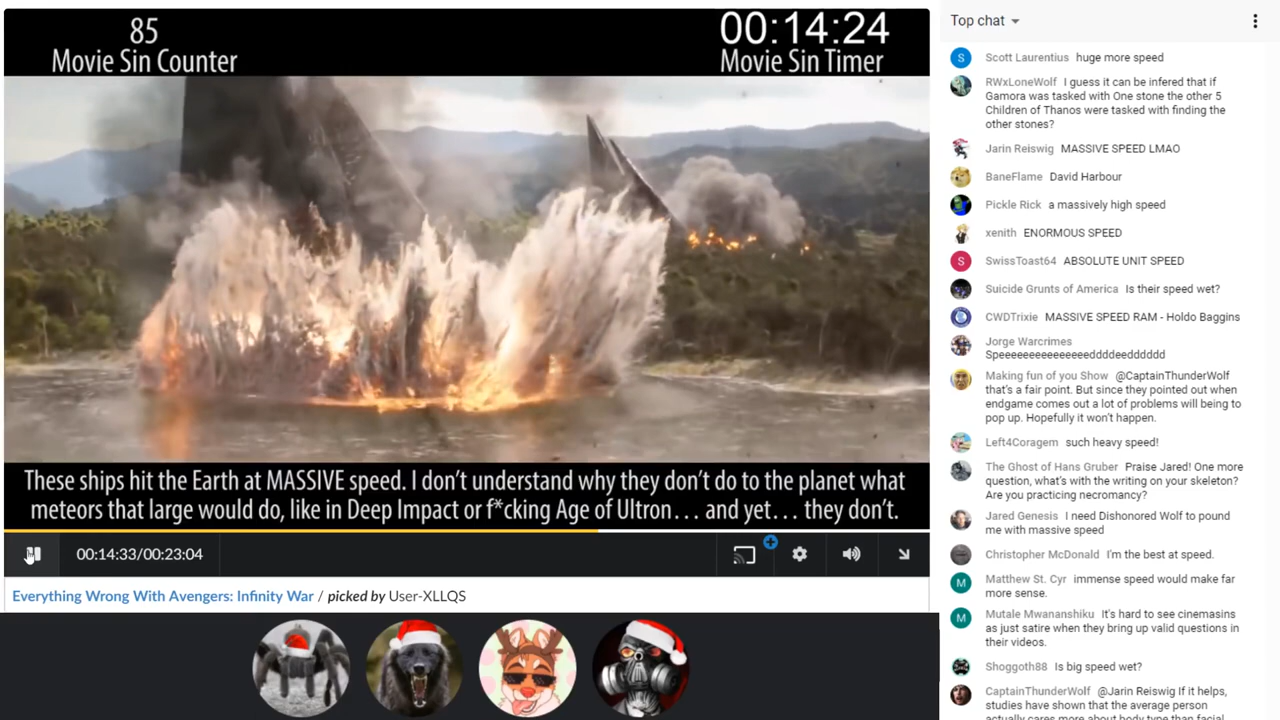 85
Movie Sin Counter
00:14:24
Movie Sin Timer
These ships hit the Earth at MASSIVE speed. I don't understand why they don't do to the planet what
meteors that large would do, like in Deep Impact or f*cking Age of Ultron… and yet… they don't.
00:14:33/00:23:04
Everything Wrong With Avengers: Infinity War / picked by User-XLLQS
Top chat
S Scott Laurentius huge more speed
RWxLoneWolf I guess it can be infered that if
Gamora was tasked with One stone the other 5
Children of Thanos were tasked with finding the
other stones?
Jarin Reiswig MASSIVE SPEED LMAO
BaneFlame David Harbour
Pickle Rick a massively high speed
xenith ENORMOUS SPEED
S SwissToast64 ABSOLUTE UNIT SPEED
Suicide Grunts of America Is their speed wet?
CWDTrixie MASSIVE SPEED RAM - Holdo Baggins
Jorge Warcrimes
Speeeeeeeeeeeeeeedddddeedddddd
Making fun of you Show @CaptainThunderWolf
that's a fair point. But since they pointed out when
endgame comes out a lot of problems will being to
pop up. Hopefully it won't happen.
Left4Coragem such heavy speed!
The Ghost of Hans Gruber Praise Jared! One more
question, what's with the writing on your skeleton?
Are you practicing necromancy?
Jared Genesis I need Dishonored Wolf to pound
me with massive speed
Christopher McDonald I'm the best at speed.
M Matthew St. Cyr immense speed would make far
more sense.
M Mutale Mwananshiku It's hard to see cinemasins
as just satire when they bring up valid questions in
their videos.
Shoggoth88 Is big speed wet?
CaptainThunderWolf @Jarin Reiswig If it helps,
studies have shown that the average person
actually cares more about body type than facial